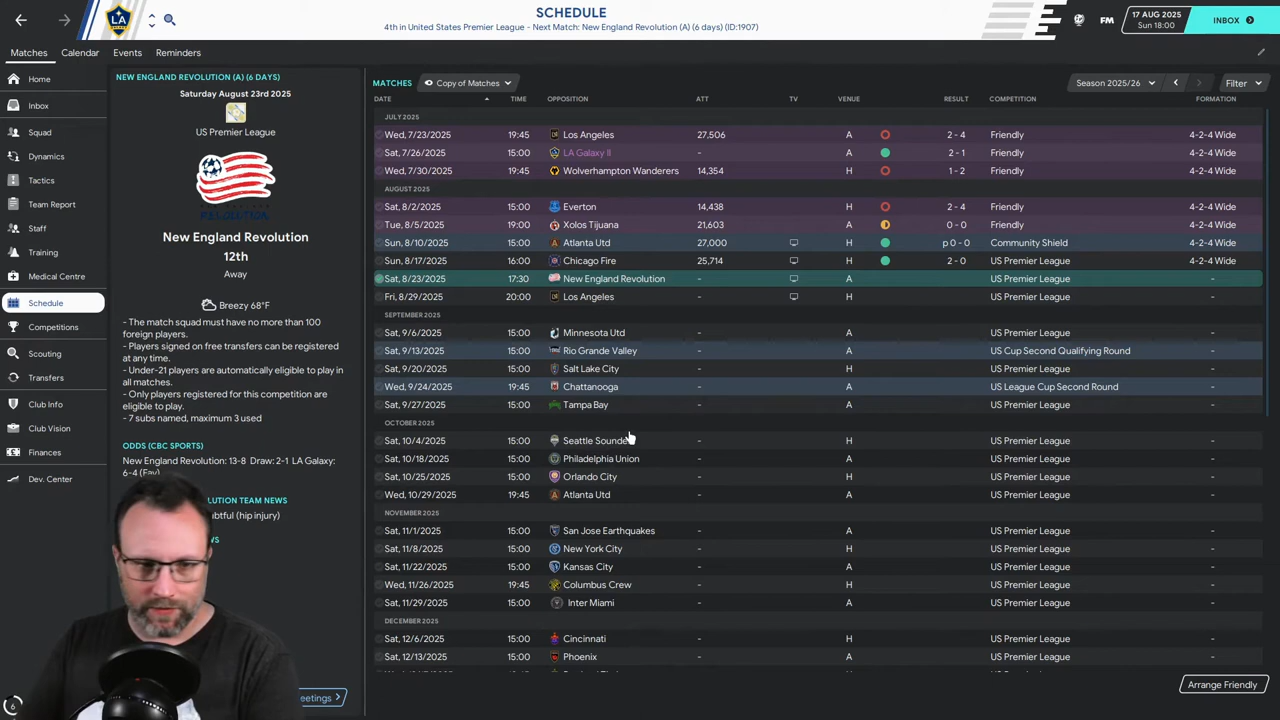 SCHEDULE
4th in United States Premier League - Next Match: New England Revolution (A) (6 days) (ID:1907)
LA
FM
17 AUG 2025
Sun 18:00
INBOX
Matches Calendar Events Reminders
Home
Inbox
Squad
Dynamics
Tactics
Team Report
Staff
Training
Medical Centre
Schedule
Competitions
Scouting
Transfers
Club Info
Club Vision
Finances
Dev. Center
6
NEW ENGLAND REVOLUTION (A) (6 DAYS)
Saturday August 23rd 2025
US Premier League
New England Revolution
12th
Away
Breezy 68°F
- The match squad must have no more than 100
foreign players.
- Players signed on free transfers can be registered
at any time.
- Under-21 players are automatically eligible to play in
all matches.
- Only players registered for this competition are
eligible to play.
- 7 subs named, maximum 3 used
ODDS (CBC SPORTS)
New England Revolution: 13-8 Draw: 2-1 LA Galaxy:
6-4 (Fav)
LUTION TEAM NEWS
ubtful (hip injury)
WS
eetings
MATCHES Copy of Matches Season 2025/26 Filter
DATE TIME OPPOSITION ATT TV VENUE RESULT COMPETITION FORMATION
JULY 2025
Wed, 7/23/2025 19:45 Los Angeles 27,506 A 2 - 4 Friendly 4-2-4 Wide
Sat, 7/26/2025 15:00 LA Galaxy II - A 2 - 1 Friendly 4-2-4 Wide
Wed, 7/30/2025 19:45 Wolverhampton Wanderers 14,354 H 1 - 2 Friendly 4-2-4 Wide
AUGUST 2025
Sat, 8/2/2025 15:00 Everton 14,438 H 2 - 4 Friendly 4-2-4 Wide
Tue, 8/5/2025 19:00 Xolos Tijuana 21,603 A 0 - 0 Friendly 4-2-4 Wide
Sun, 8/10/2025 15:00 Atlanta Utd 27,000 H p 0 - 0 Community Shield 4-2-4 Wide
Sun, 8/17/2025 16:00 Chicago Fire 25,714 H 2 - 0 US Premier League 4-2-4 Wide
Sat, 8/23/2025 17:30 New England Revolution - A US Premier League -
Fri, 8/29/2025 20:00 Los Angeles - H US Premier League -
SEPTEMBER 2025
Sat, 9/6/2025 15:00 Minnesota Utd - A US Premier League -
Sat, 9/13/2025 15:00 Rio Grande Valley - A US Cup Second Qualifying Round -
Sat, 9/20/2025 15:00 Salt Lake City - H US Premier League -
Wed, 9/24/2025 19:45 Chattanooga - A US League Cup Second Round -
Sat, 9/27/2025 15:00 Tampa Bay - A US Premier League -
OCTOBER 2025
Sat, 10/4/2025 15:00 Seattle Sounde - H US Premier League -
Sat, 10/18/2025 15:00 Philadelphia Union - A US Premier League -
Sat, 10/25/2025 15:00 Orlando City - H US Premier League -
Wed, 10/29/2025 19:45 Atlanta Utd - A US Premier League -
NOVEMBER 2025
Sat, 11/1/2025 15:00 San Jose Earthquakes - A US Premier League -
Sat, 11/8/2025 15:00 New York City - H US Premier League -
Sat, 11/22/2025 15:00 Kansas City - A US Premier League -
Wed, 11/26/2025 19:45 Columbus Crew - H US Premier League -
Sat, 11/29/2025 15:00 Inter Miami - A US Premier League -
DECEMBER 2025
Sat, 12/6/2025 15:00 Cincinnati - H US Premier League -
Sat, 12/13/2025 15:00 Phoenix - A US Premier League -
Arrange Friendly